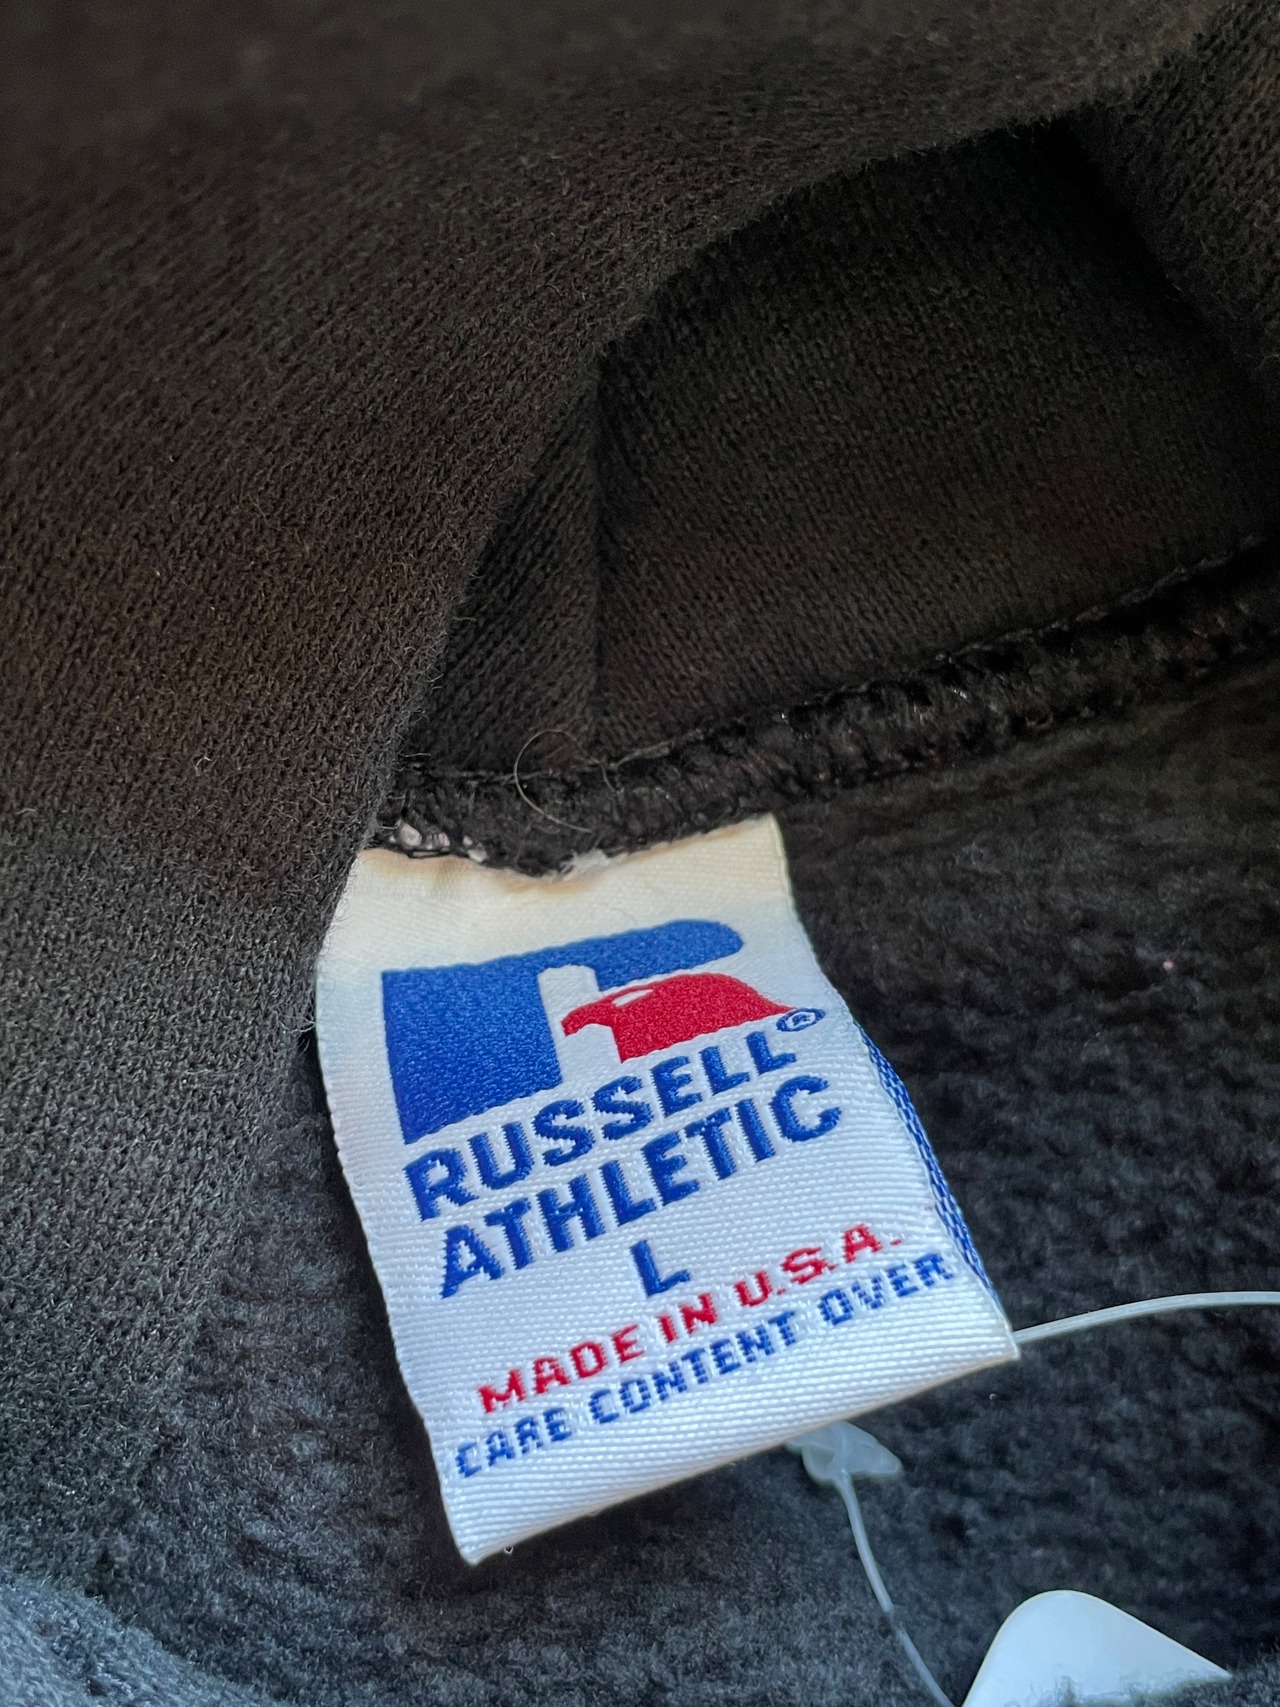 ®
RUSSELL
ATHLETIC
L
MADE IN U.S.A.
CARE CONTENT OVER